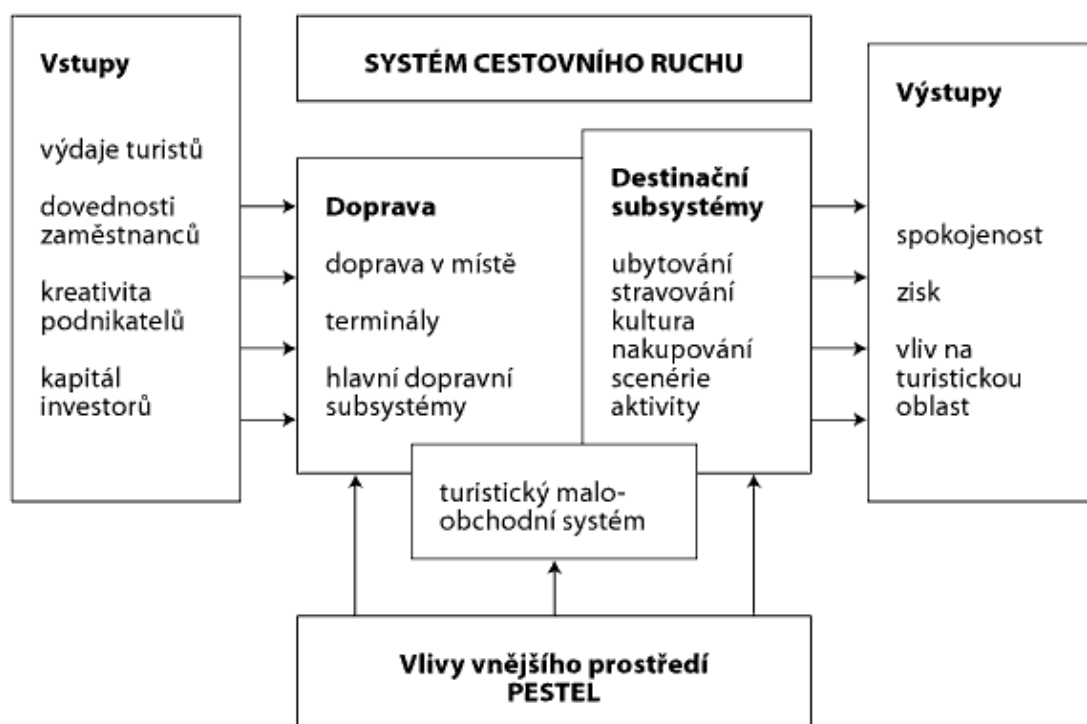 Vstupy
výdaje turistů
dovednosti
zaměstnanců
kreativita
podnikatelů
kapitál
investorů
SYSTÉM CESTOVNÍHO RUCHU
Doprava
doprava v místě
terminály
hlavní dopravní
subsystémy
Destinační
subsystémy
ubytování
stravování
kultura
nakupování
scenérie
aktivity
turistický malo-
obchodní systém
Výstupy
spokojenost
zisk
vliv na
turistickou
oblast
Vlivy vnějšího prostředí
PESTEL